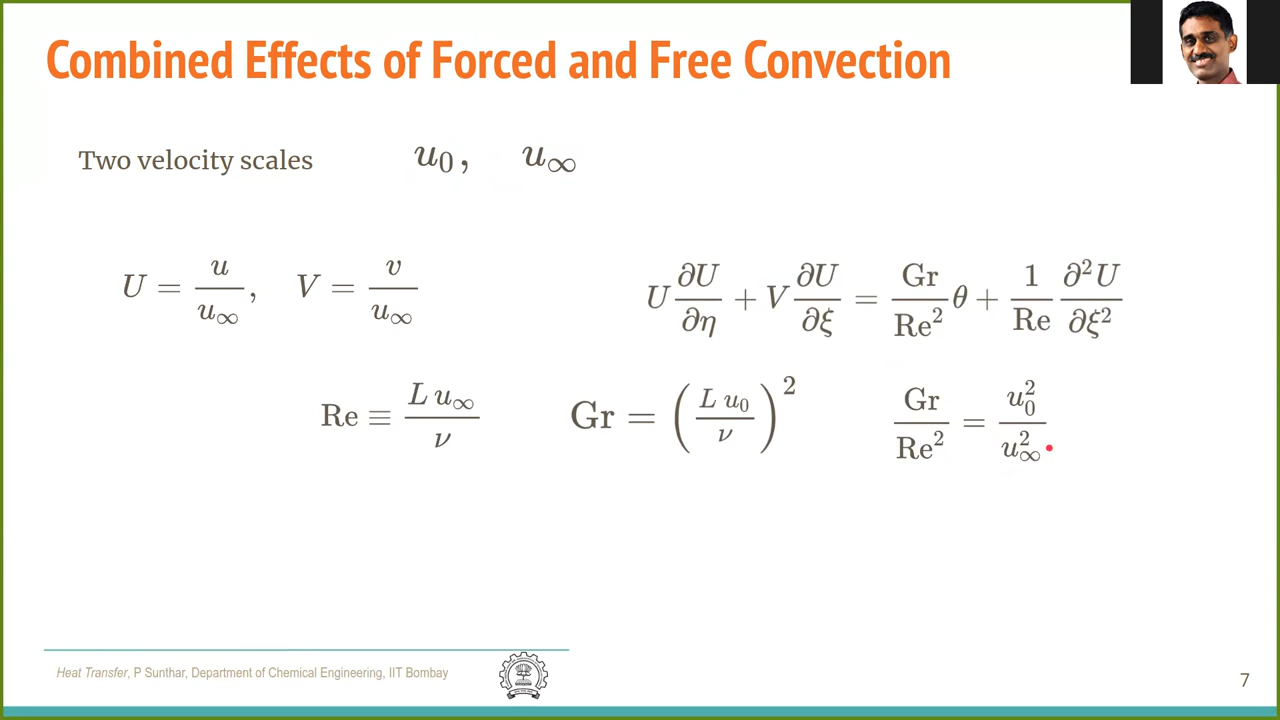 Combined Effects of Forced and Free Convection
Two velocity scales u₀, u∞
U = u/u∞, V = v/u∞
U ∂U/∂η + V ∂U/∂ξ = Gr/Re² θ + 1/Re ∂²U/∂ξ²
Re ≡ L u∞/ν
Gr = (L u₀/ν)²
Gr/Re² = u₀²/u∞²
Heat Transfer, P Sunthar, Department of Chemical Engineering, IIT Bombay
7